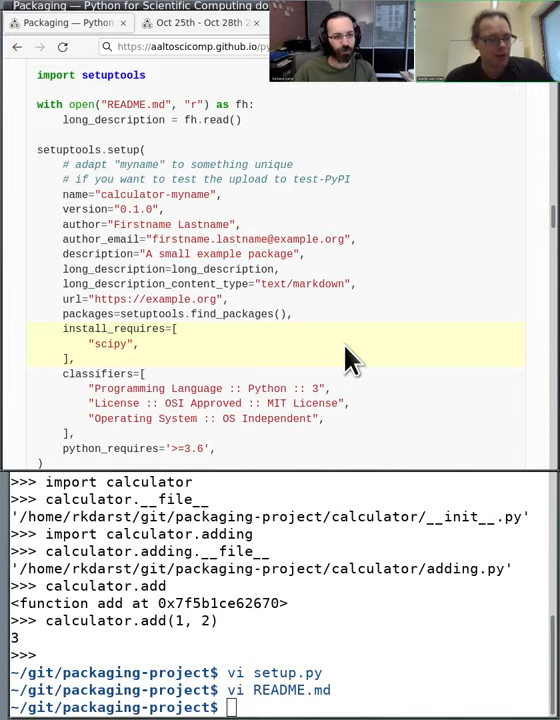 Packaging — Python for Scientific Computing do
Packaging — Python
Oct 25th - Oct 28th 2
https://aaltoscicomp.github.io/py
import setuptools
with open("README.md", "r") as fh:
long_description = fh.read()
setuptools.setup(
# adapt "myname" to something unique
# if you want to test the upload to test-PyPI
name="calculator-myname",
version="0.1.0",
author="Firstname Lastname",
author_email="firstname.lastname@example.org",
description="A small example package",
long_description=long_description,
long_description_content_type="text/markdown",
url="https://example.org",
packages=setuptools.find_packages(),
install_requires=[
"scipy",
],
classifiers=[
"Programming Language :: Python :: 3",
"License :: OSI Approved :: MIT License",
"Operating System :: OS Independent",
],
python_requires='>=3.6',
)
>>> import calculator
>>> calculator.__file__
'/home/rkdarst/git/packaging-project/calculator/__init__.py'
>>> import calculator.adding
>>> calculator.adding.__file__
'/home/rkdarst/git/packaging-project/calculator/adding.py'
>>> calculator.add
<function add at 0x7f5b1ce62670>
>>> calculator.add(1, 2)
3
>>>
~/git/packaging-project$ vi setup.py
~/git/packaging-project$ vi README.md
~/git/packaging-project$